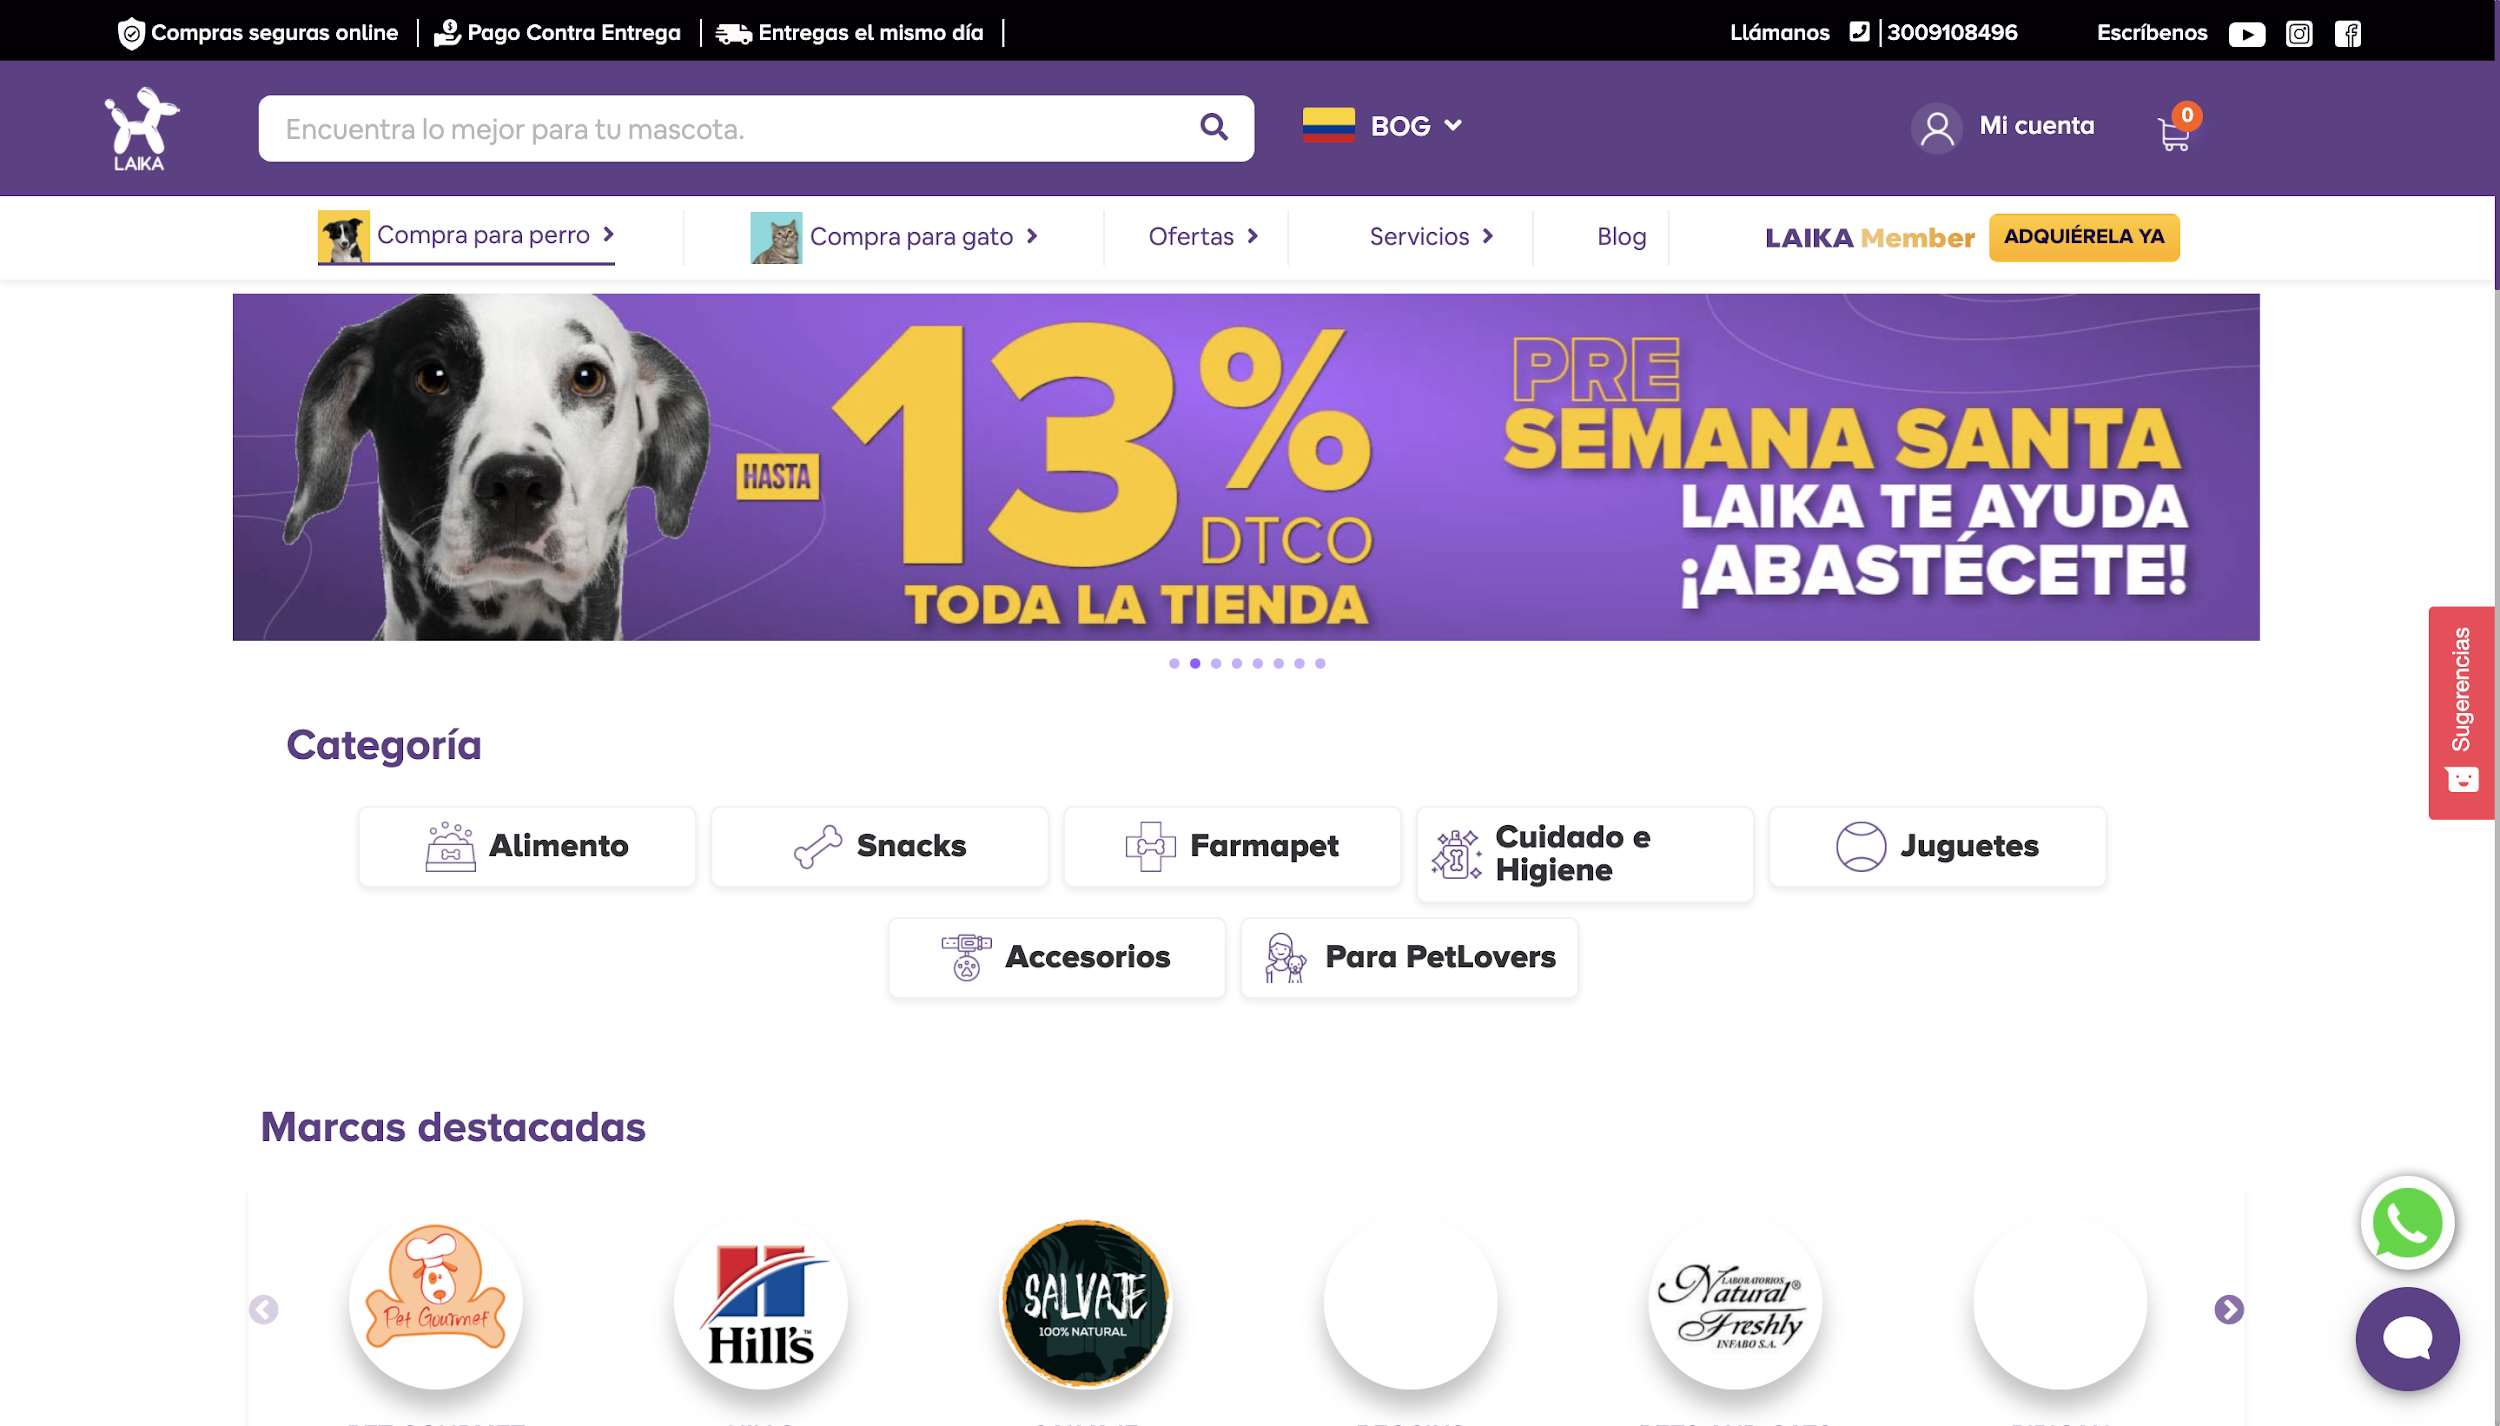 Compras seguras online
Pago Contra Entrega
Entregas el mismo día
Llámanos
3009108496
Escríbenos
LAIKA
Encuentra lo mejor para tu mascota.
BOG
Mi cuenta
0
Compra para perro
Compra para gato
Ofertas
Servicios
Blog
LAIKA Member
ADQUIÉRELA YA
HASTA
13%
DTCO
TODA LA TIENDA
PRE
SEMANA SANTA
LAIKA TE AYUDA
¡ABASTÉCETE!
Sugerencias
Categoría
Alimento
Snacks
Farmapet
Cuidado e
Higiene
Juguetes
Accesorios
Para PetLovers
Marcas destacadas
Pet Gourmet
Hill's
SALVAJE
100% NATURAL
LABORATORIOS
Natural®
Freshly
INFABO S.A.